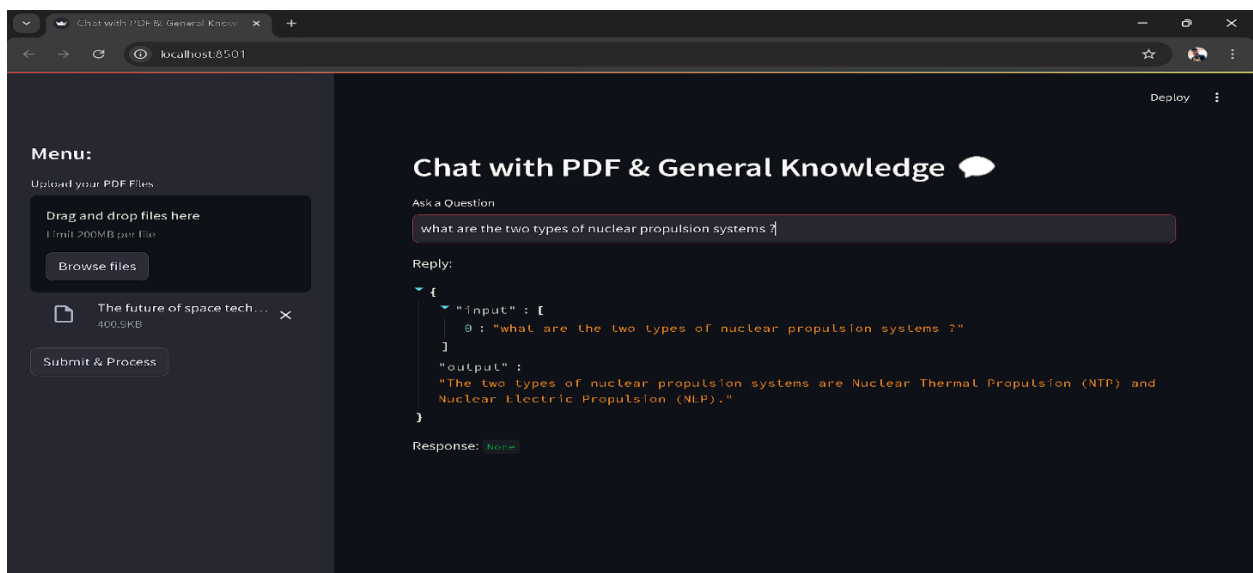 Chat with PDF & General Know
localhost:8501
Deploy
Menu:
Upload your PDF Files
Drag and drop files here
Limit 200MB per file
Browse files
The future of space tech...
400.9KB
Submit & Process
Chat with PDF & General Knowledge
Ask a Question
what are the two types of nuclear propulsion systems ?
Reply:
{
"input" : [
0 : "what are the two types of nuclear propulsion systems ?"
]
"output" :
"The two types of nuclear propulsion systems are Nuclear Thermal Propulsion (NTP) and
Nuclear Electric Propulsion (NEP)."
}
Response: None